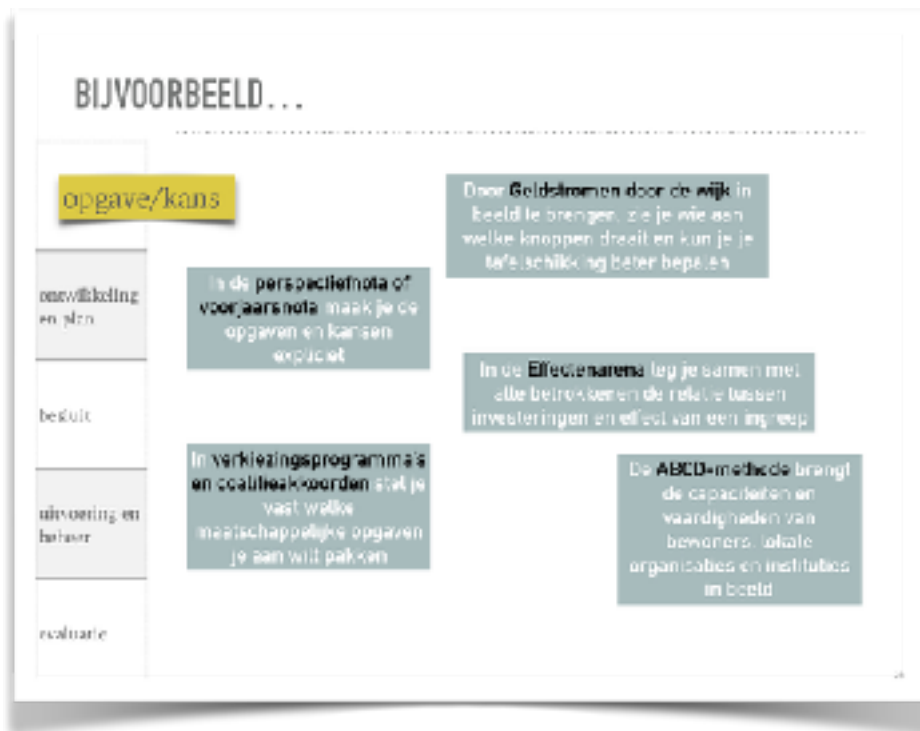 BIJVOORBEELD...
opgave/kans
ontwikkeling
en plan
besluit
uitvoering en
beheer
evaluatie
Door Geldstromen door de wijk in
beeld te brengen, zie je wie aan
welke knoppen draait en kun je je
tafelschikking beter bepalen
In de perspectiefnota of
voorjaarsnota maak je de
opgaven en kansen
expliciet
In de Effectenarena leg je samen met
alle betrokkenen de relatie tussen
investeringen en effect van een ingreep
In verkiezingsprogramma's
en coalitieakkoorden stel je
vast welke
maatschappelijke opgaven
je aan wilt pakken
De ABCD-methode brengt
de capaciteiten en
vaardigheden van
bewoners, lokale
organisaties en instituties
in beeld